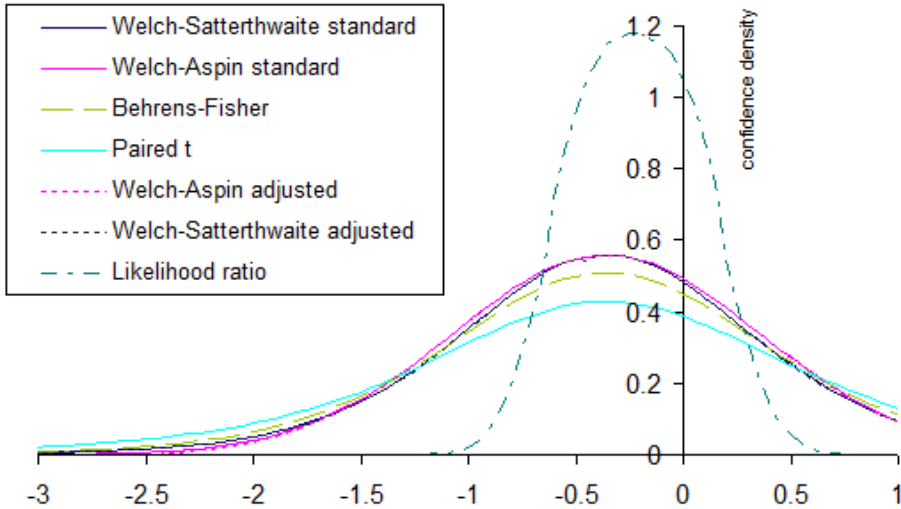 Welch-Satterthwaite standard
Welch-Aspin standard
Behrens-Fisher
Paired t
Welch-Aspin adjusted
Welch-Satterthwaite adjusted
Likelihood ratio
confidence density
1.2
1
0.8
0.6
0.4
0.2
0
-3
-2.5
-2
-1.5
-1
-0.5
0
0.5
1